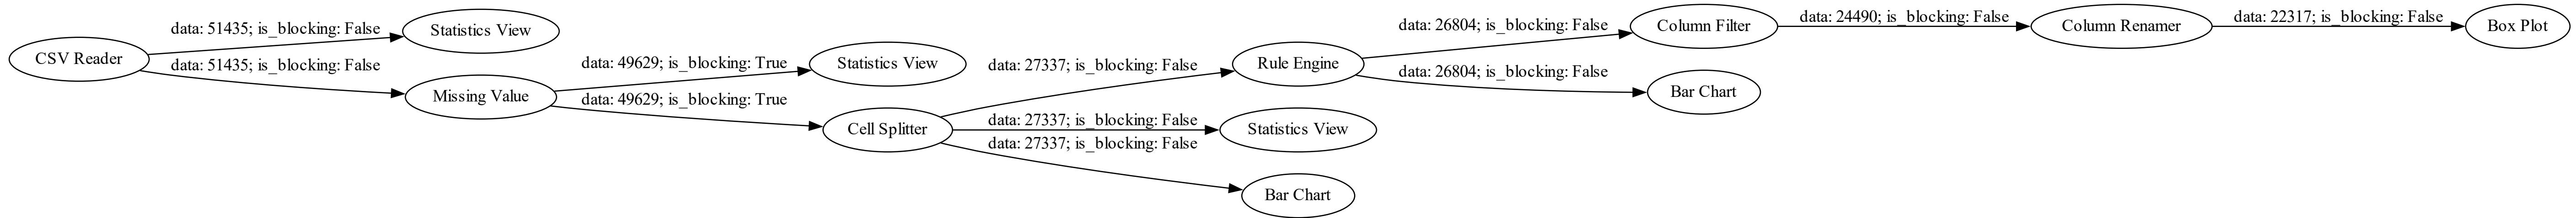 CSV Reader
data: 51435; is_blocking: False
Statistics View
data: 51435; is_blocking: False
Missing Value
data: 49629; is_blocking: True
Statistics View
data: 49629; is_blocking: True
Cell Splitter
data: 27337; is_blocking: False
Rule Engine
data: 27337; is_blocking: False
Statistics View
data: 27337; is_blocking: False
Bar Chart
data: 26804; is_blocking: False
Column Filter
data: 26804; is_blocking: False
Bar Chart
data: 24490; is_blocking: False
Column Renamer
data: 22317; is_blocking: False
Box Plot